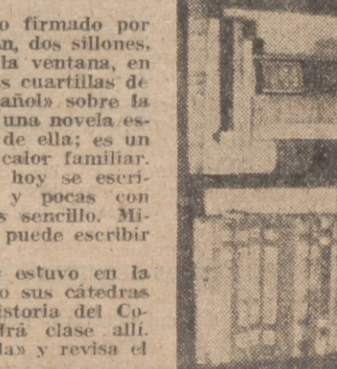 o firmado por
n, dos sillones,
la ventana, en
s cuartillas de
añol» sobre la
una novela es-
de ella; es un
calor familiar.
hoy se escri-
y pocas con
s sencillo. Mi-
puede escribir
estuvo en la
o sus cátedras
istoria del Co-
drá clase allí.
la» y revisa el